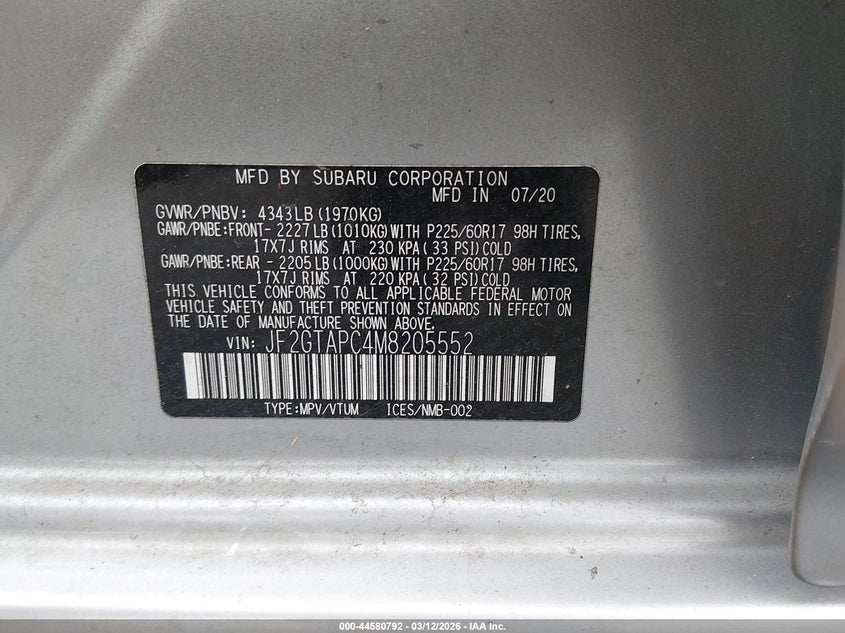 MFD BY SUBARU CORPORATION
MFD IN 07/20
GVWR/PNBV: 4343LB(1970KG)
GAWR/PNBE:FRONT- 2227LB(1010KG)WITH P225/60R17 98H TIRES,
17X7J RIMS AT 230 KPA( 33 PSI)COLD
GAWR/PNBE:REAR - 2205LB(1000KG)WITH P225/60R17 98H TIRES,
17X7J RIMS AT 220 KPA( 32 PSI)COLD
THIS VEHICLE CONFORMS TO ALL APPLICABLE FEDERAL MOTOR
VEHICLE SAFETY AND THEFT PREVENTION STANDARDS IN EFFECT ON
THE DATE OF MANUFACTURE SHOWN ABOVE.
VIN: JF2GTAPC4M8205552
TYPE:MPV/VTUM ICES/NMB-002
000-44580792 - 03/12/2026 - IAA Inc.